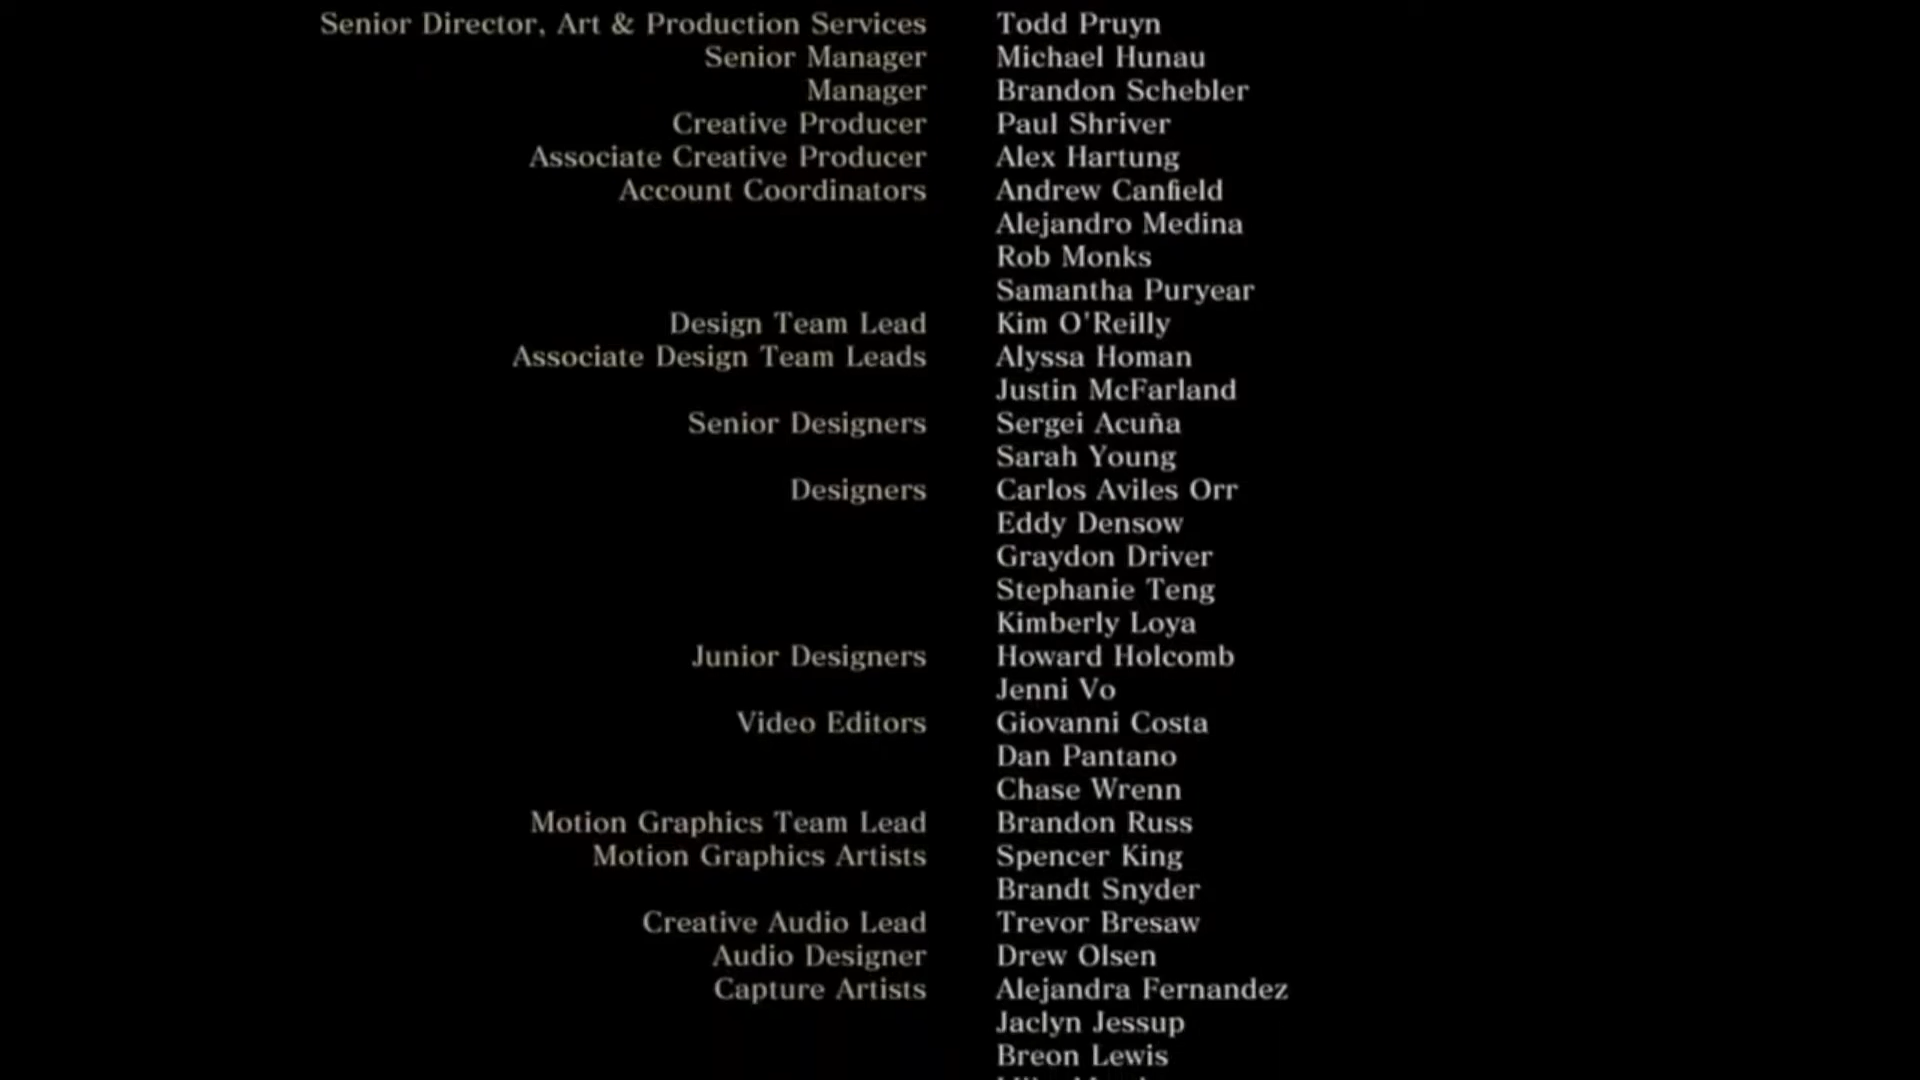 Senior Director, Art & Production Services Todd Pruyn
Senior Manager Michael Hunau
Manager Brandon Schebler
Creative Producer Paul Shriver
Associate Creative Producer Alex Hartung
Account Coordinators Andrew Canfield
Alejandro Medina
Rob Monks
Samantha Puryear
Design Team Lead Kim O'Reilly
Associate Design Team Leads Alyssa Homan
Justin McFarland
Senior Designers Sergei Acuña
Sarah Young
Designers Carlos Aviles Orr
Eddy Densow
Graydon Driver
Stephanie Teng
Kimberly Loya
Junior Designers Howard Holcomb
Jenni Vo
Video Editors Giovanni Costa
Dan Pantano
Chase Wrenn
Motion Graphics Team Lead Brandon Russ
Motion Graphics Artists Spencer King
Brandt Snyder
Creative Audio Lead Trevor Bresaw
Audio Designer Drew Olsen
Capture Artists Alejandra Fernandez
Jaclyn Jessup
Breon Lewis